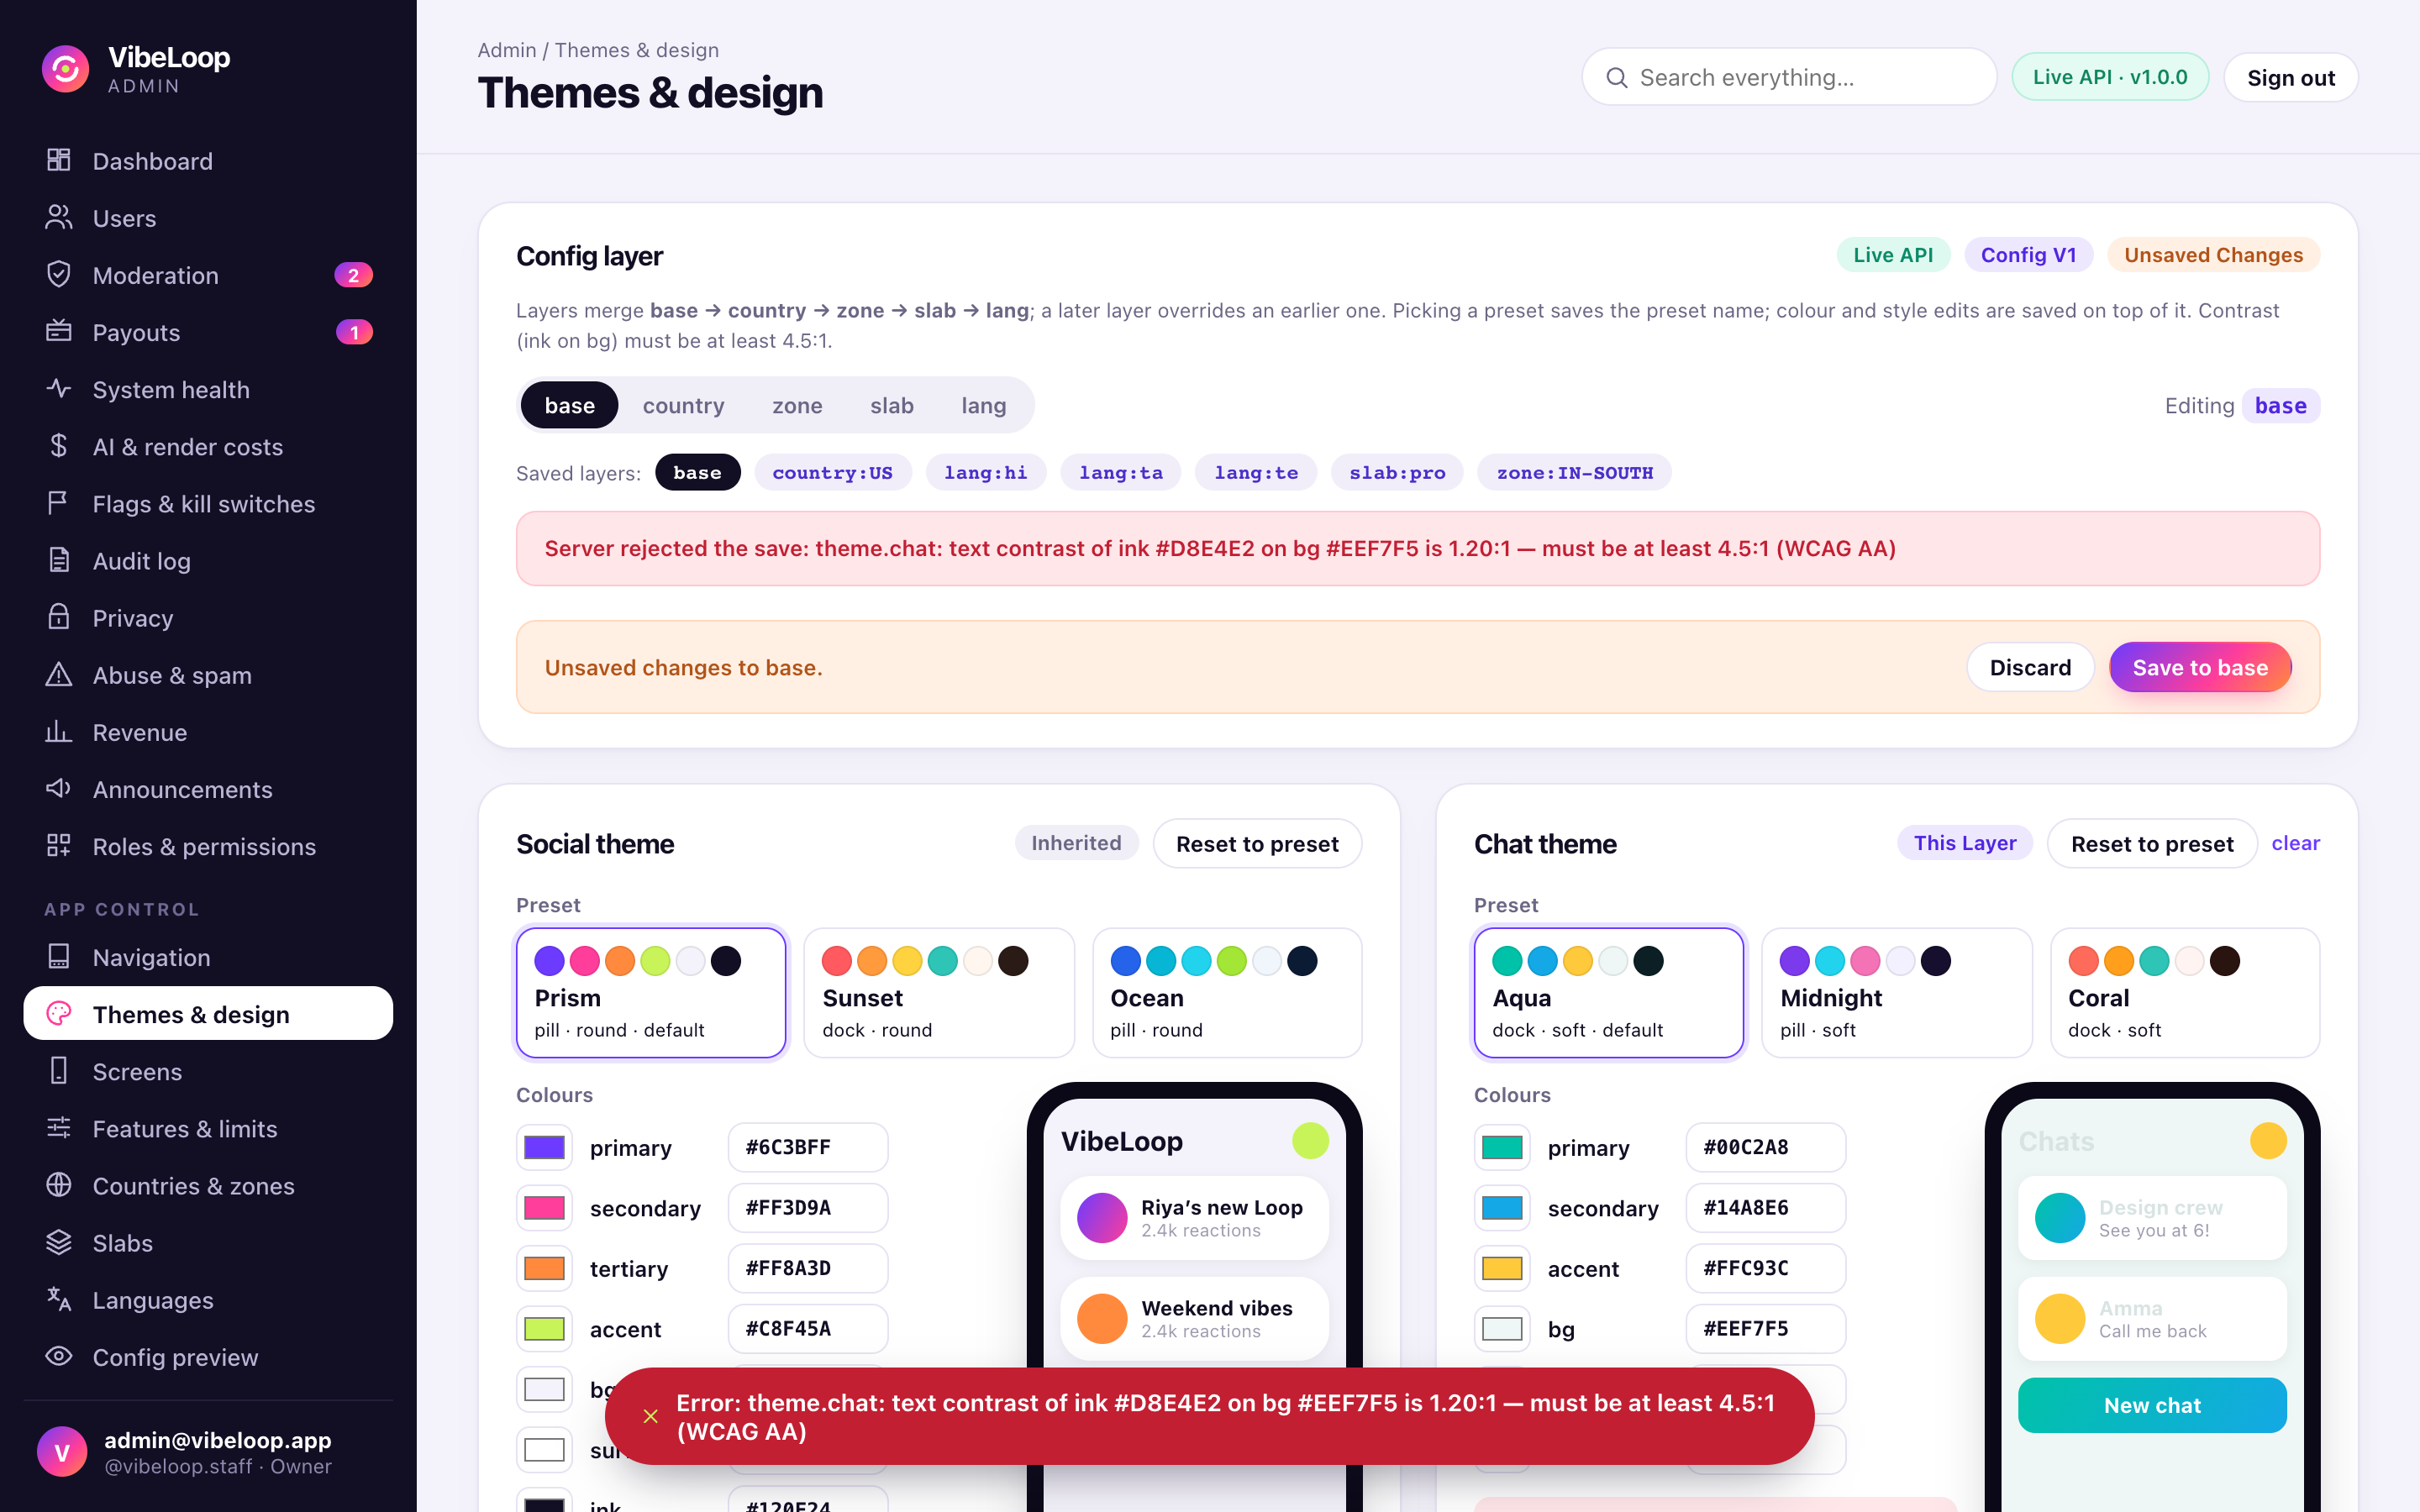 VibeLoop
ADMIN
Dashboard
Users
Moderation 2
Payouts 1
System health
AI & render costs
Flags & kill switches
Audit log
Privacy
Abuse & spam
Revenue
Announcements
Roles & permissions
APP CONTROL
Navigation
Themes & design
Screens
Features & limits
Countries & zones
Slabs
Languages
Config preview
V
admin@vibeloop.app
@vibeloop.staff · Owner
Admin / Themes & design
Themes & design
Search everything...
Live API · v1.0.0
Sign out
Config layer
Live API
Config V1
Unsaved Changes
Layers merge base → country → zone → slab → lang; a later layer overrides an earlier one. Picking a preset saves the preset name; colour and style edits are saved on top of it. Contrast
(ink on bg) must be at least 4.5:1.
base country zone slab lang
Editing base
Saved layers: base country:US lang:hi lang:ta lang:te slab:pro zone:IN-SOUTH
Server rejected the save: theme.chat: text contrast of ink #D8E4E2 on bg #EEF7F5 is 1.20:1 — must be at least 4.5:1 (WCAG AA)
Unsaved changes to base.
Discard
Save to base
Social theme
Inherited
Reset to preset
Preset
Prism
pill · round · default
Sunset
dock · round
Ocean
pill · round
Colours
primary #6C3BFF
secondary #FF3D9A
tertiary #FF8A3D
accent #C8F45A
VibeLoop
Riya’s new Loop
2.4k reactions
Weekend vibes
2.4k reactions
Chat theme
This Layer
Reset to preset
clear
Preset
Aqua
dock · soft · default
Midnight
pill · soft
Coral
dock · soft
Colours
primary #00C2A8
secondary #14A8E6
accent #FFC93C
bg #EEF7F5
Chats
Design crew
See you at 6!
Amma
Call me back
New chat
Error: theme.chat: text contrast of ink #D8E4E2 on bg #EEF7F5 is 1.20:1 — must be at least 4.5:1
(WCAG AA)
ink #120F24